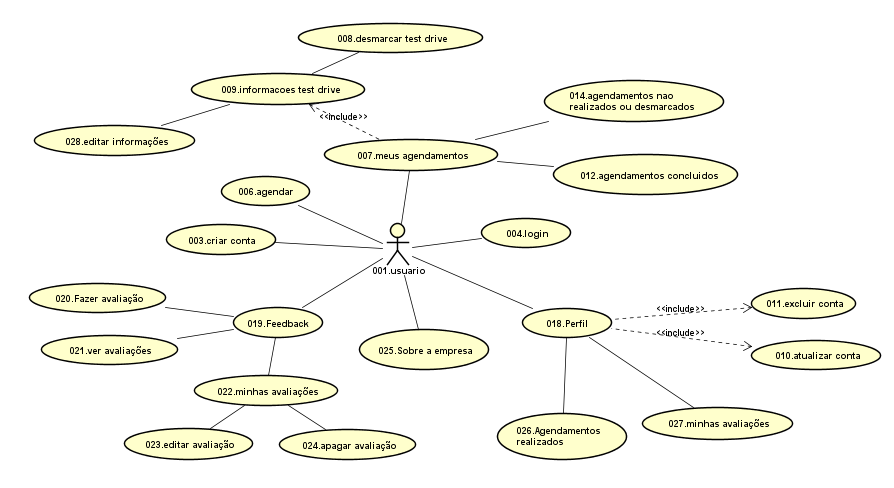 008.desmarcar test drive
009.informacoes test drive
014.agendamentos nao
realizados ou desmarcados
<<include>>
028.editar informações
007.meus agendamentos
012.agendamentos concluidos
006.agendar
003.criar conta
004.login
001.usuario
020.Fazer avaliação
011.excluir conta
<<include>>
019.Feedback
018.Perfil
<<include>>
021.ver avaliações
025.Sobre a empresa
010.atualizar conta
022.minhas avaliações
027.minhas avaliações
026.Agendamentos
realizados
023.editar avaliação
024.apagar avaliação